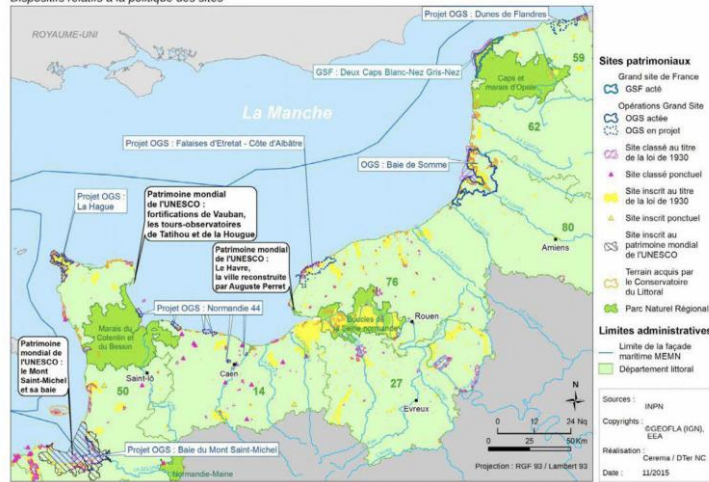 Dispositifs relatifs à la politique des sites
ROYAUME-UNI
Projet OGS : Dunes de Flandres
GSF : Deux Caps Blanc-Nez Gris-Nez
59
Caps et
marais d'Opale
62
La Manche
Projet OGS : Falaises d'Etretat - Côte d'Albâtre
OGS : Baie de Somme
Projet OGS :
La Hague
Patrimoine mondial
de l'UNESCO :
fortifications de Vauban,
les tours-observatoires
de Tatihou et de la Hougue
Patrimoine mondial
de l'UNESCO :
Le Havre,
la ville reconstruite
par Auguste Perret
80
Amiens
76
Projet OGS : Normandie 44
Boucles de
la Seine normande
Rouen
Marais du
Cotentin et
du Bessin
Patrimoine
mondial de
l'UNESCO :
le Mont
Saint-Michel
et sa baie
Saint-lô
Caen
50
14
27
Evreux
Projet OGS : Baie du Mont Saint-Michel
Normandie-Maine
N
0 12 24 Nq
0 25 50 Km
Projection : RGF 93 / Lambert 93
Sites patrimoniaux
Grand site de France
GSF acté
Opérations Grand Site
OGS actée
OGS en projet
Site classé au titre
de la loi de 1930
Site classé ponctuel
Site inscrit au titre
de la loi de 1930
Site inscrit ponctuel
Site inscrit au
patrimoine mondial
de l'UNESCO
Terrain acquis par
le Conservatoire
du Littoral
Parc Naturel Régional
Limites administratives
Limite de la façade
maritime MEMN
Département littoral
Sources :
INPN
Copyrights :
©GEOFLA (IGN),
EEA
Réalisation :
Cerema / DTer NC
Date : 11/2015